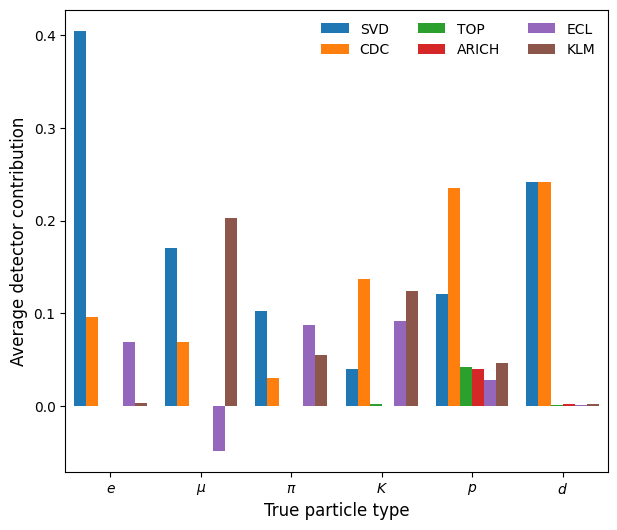 SVD TOP ECL
CDC ARICH KLM
Average detector contribution
0.4
0.3
0.2
0.1
0.0
e μ π K p d
True particle type